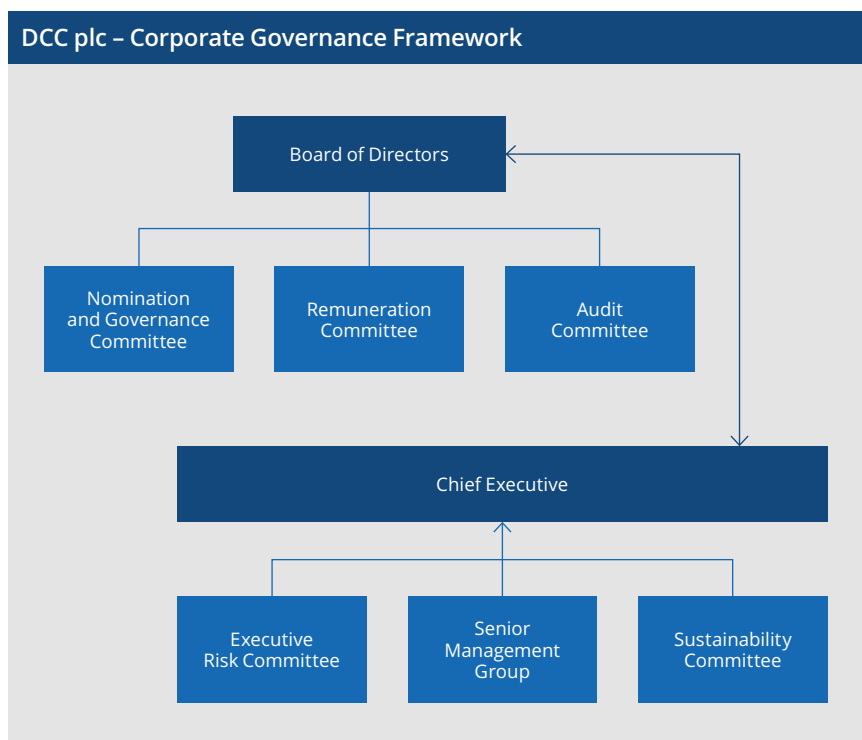 DCC plc – Corporate Governance Framework
Board of Directors
Nomination
and Governance
Committee
Remuneration
Committee
Audit
Committee
Chief Executive
Executive
Risk Committee
Senior
Management
Group
Sustainability
Committee